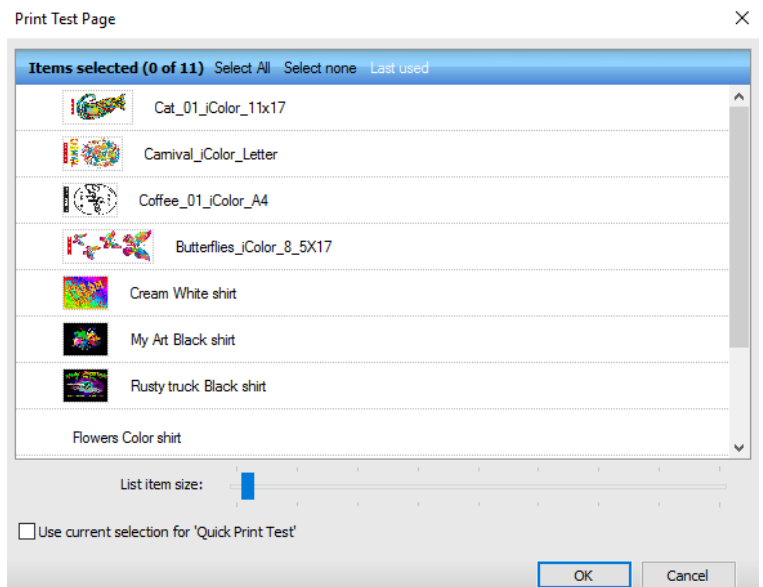 Print Test Page
Items selected (0 of 11) Select All Select none Last used
Cat_01_iColor_11x17
Carnival_iColor_Letter
Coffee_01_iColor_A4
Butterflies_iColor_8_5X17
Cream White shirt
My Art Black shirt
Rusty truck Black shirt
Flowers Color shirt
List item size:
Use current selection for 'Quick Print Test'
OK Cancel